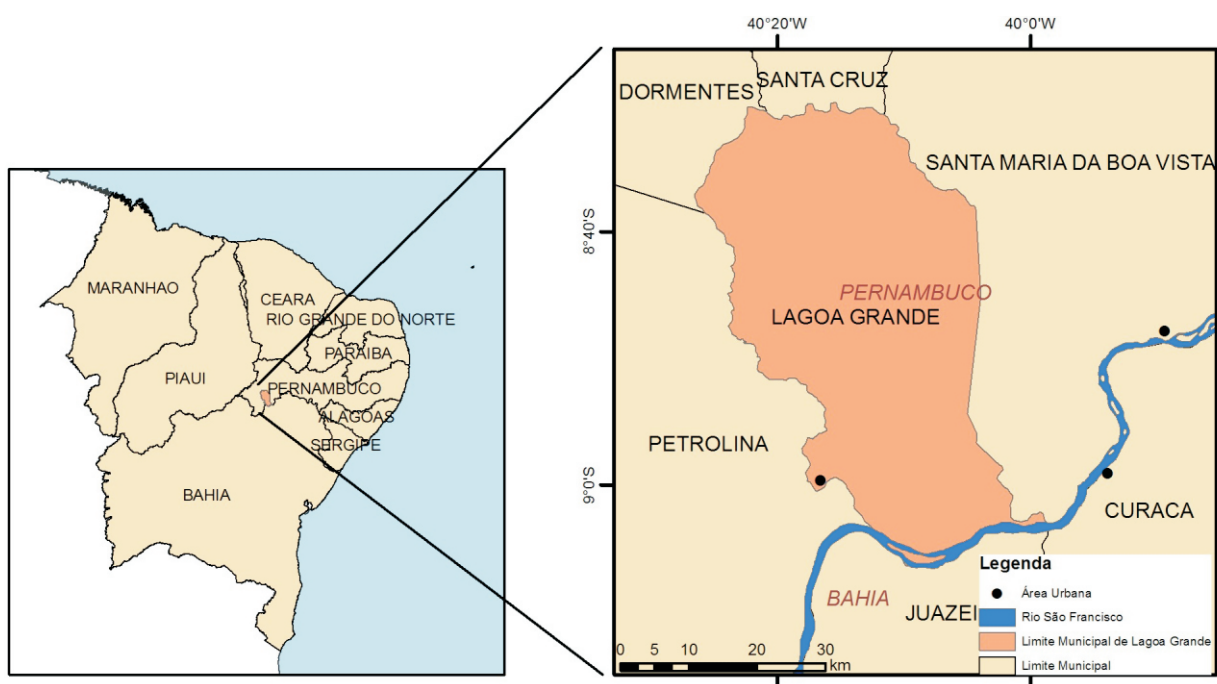 MARANHAO
CEARA
RIO GRANDE DO NORTE
PARAIBA
PIAUI
PERNAMBUCO
ALAGOAS
SERGIPE
BAHIA
40°20'W
40°0'W
SANTA CRUZ
DORMENTES
SANTA MARIA DA BOA VISTA
8°40'S
PERNAMBUCO
LAGOA GRANDE
PETROLINA
9°0'S
CURACA
BAHIA
JUAZEI
Legenda
Área Urbana
Rio São Francisco
Limite Municipal de Lagoa Grande
Limite Municipal
0 5 10 20 30
km